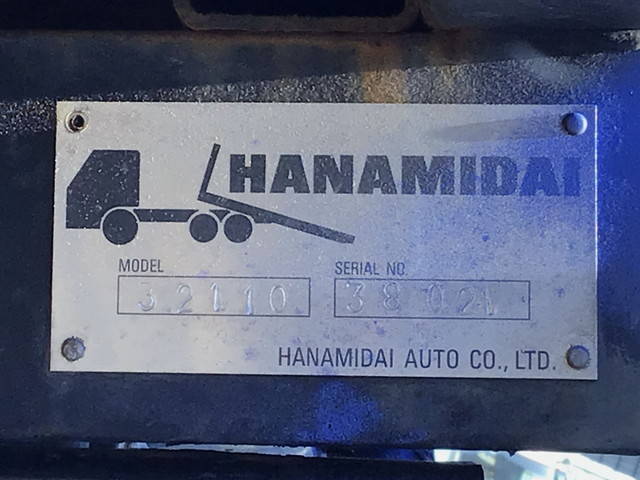 HANAMIDAI
MODEL
32110
SERIAL NO.
3802
HANAMIDAI AUTO CO., LTD.